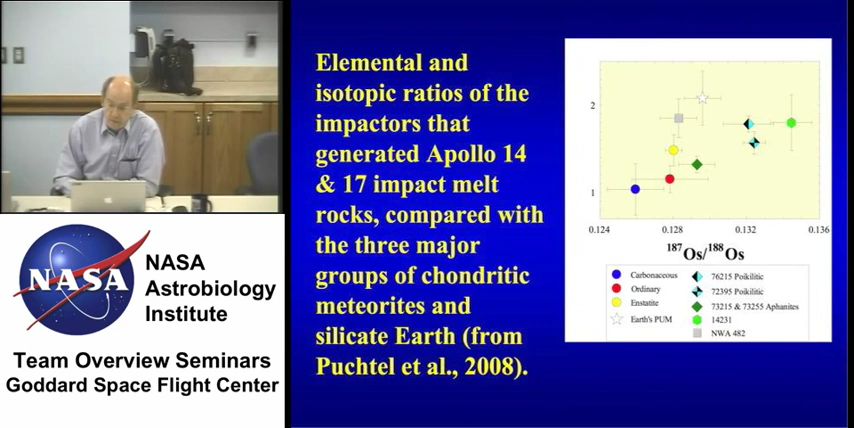 Elemental and
isotopic ratios of the
impactors that
generated Apollo 14
& 17 impact melt
rocks, compared with
the three major
groups of chondritic
meteorites and
silicate Earth (from
Puchtel et al., 2008).
2
1
0.124
0.128
0.132
0.136
187Os/188Os
Carbonaceous
Ordinary
Enstatite
Earth's PUM
76215 Poikilitic
72395 Poikilitic
73215 & 73255 Aphanites
14231
NWA 482
NASA
NASA
Astrobiology
Institute
Team Overview Seminars
Goddard Space Flight Center